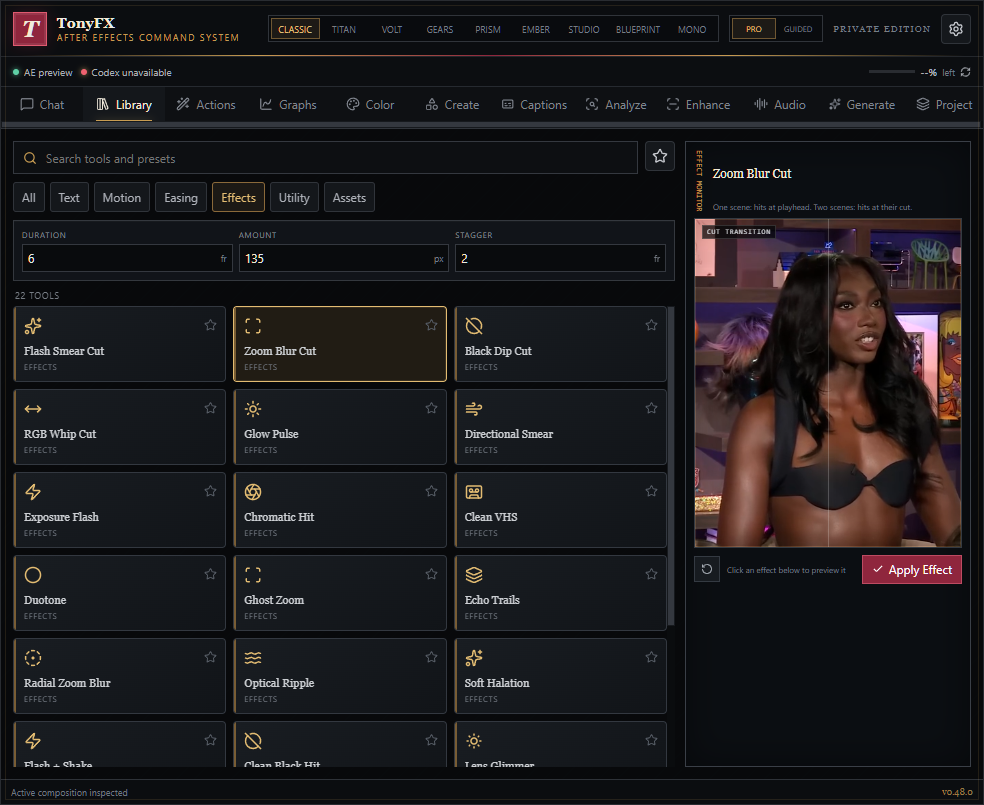 T TonyFX
AFTER EFFECTS COMMAND SYSTEM
CLASSIC TITAN VOLT GEARS PRISM EMBER STUDIO BLUEPRINT MONO
PRO GUIDED
PRIVATE EDITION
AE preview Codex unavailable
--% left
Chat Library Actions Graphs Color Create Captions Analyze Enhance Audio Generate Project
Search tools and presets
All Text Motion Easing Effects Utility Assets
DURATION AMOUNT STAGGER
6 fr 135 px 2 fr
22 TOOLS
Flash Smear Cut
EFFECTS
Zoom Blur Cut
EFFECTS
Black Dip Cut
EFFECTS
RGB Whip Cut
EFFECTS
Glow Pulse
EFFECTS
Directional Smear
EFFECTS
Exposure Flash
EFFECTS
Chromatic Hit
EFFECTS
Clean VHS
EFFECTS
Duotone
EFFECTS
Ghost Zoom
EFFECTS
Echo Trails
EFFECTS
Radial Zoom Blur
EFFECTS
Optical Ripple
EFFECTS
Soft Halation
EFFECTS
Flash + Shake
Clean Black Hit
Lens Glimmer
EFFECT MONITOR
Zoom Blur Cut
One scene: hits at playhead. Two scenes: hits at their cut.
CUT TRANSITION
Click an effect below to preview it
Apply Effect
Active composition inspected
v0.48.0